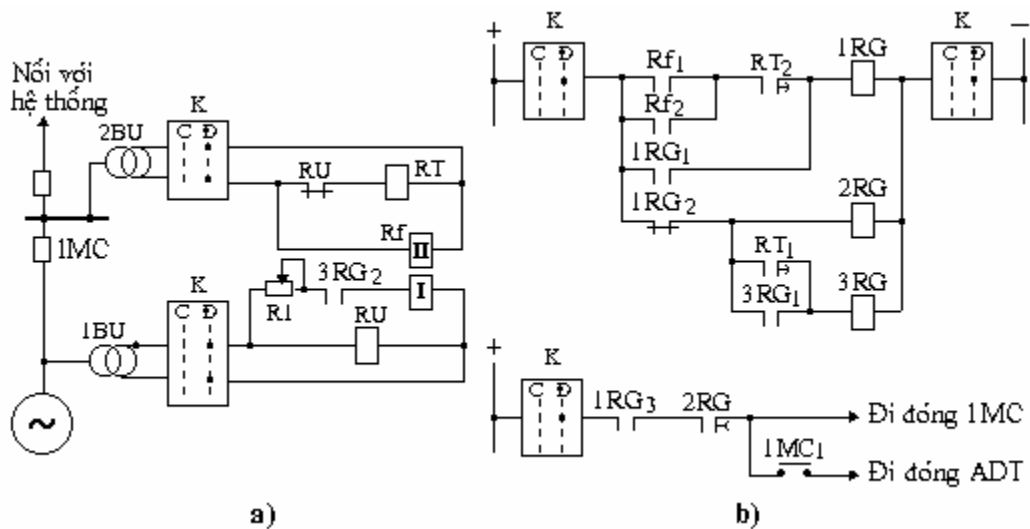 Nối với
hệ thống
K
C Đ
2BU
RU
RT
Rf
II
1MC
K
C Đ
R1
3RG2
I
RU
1BU
~
a)
+
K
C Đ
Rf1
Rf2
RT2
1RG
K
C Đ
−
1RG1
1RG2
2RG
RT1
3RG1
3RG
+
K
C Đ
1RG3
2RG
Đi đóng 1MC
1MC1
Đi đóng ADT
b)